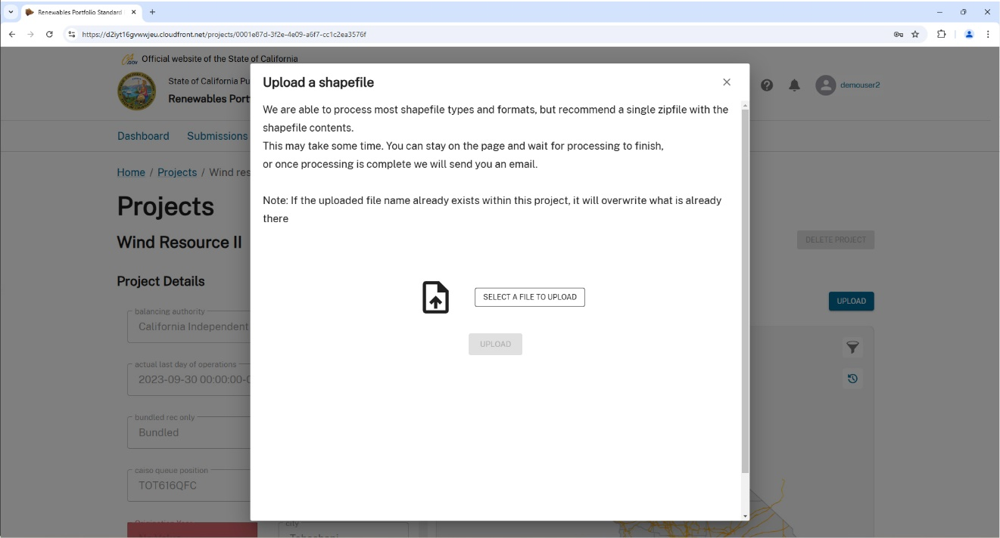 Renewables Portfolio Standard
https://d2iyt16gvwwjeu.cloudfront.net/projects/0001e87d-3f2e-4e09-a6f7-cc1c2ea3576f
Official website of the State of California
State of California Pu
Renewables Port
demouser2
Dashboard Submissions
Home / Projects / Wind res
Projects
Wind Resource II
DELETE PROJECT
Project Details
UPLOAD
balancing authority
California Independent
actual last day of operations
2023-09-30 00:00:00-0
bundled rec only
Bundled
caiso queue position
TOT616QFC
city
Upload a shapefile
We are able to process most shapefile types and formats, but recommend a single zipfile with the
shapefile contents.
This may take some time. You can stay on the page and wait for processing to finish,
or once processing is complete we will send you an email.
Note: If the uploaded file name already exists within this project, it will overwrite what is already
there
SELECT A FILE TO UPLOAD
UPLOAD